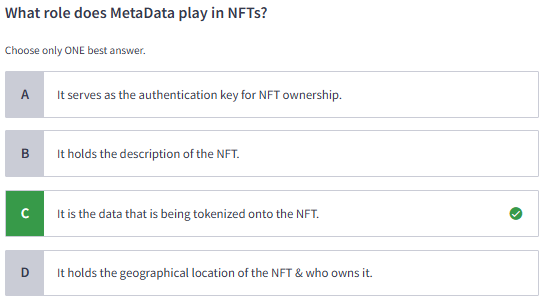 What role does MetaData play in NFTs?
Choose only ONE best answer.
A It serves as the authentication key for NFT ownership.
B It holds the description of the NFT.
C It is the data that is being tokenized onto the NFT.
D It holds the geographical location of the NFT & who owns it.